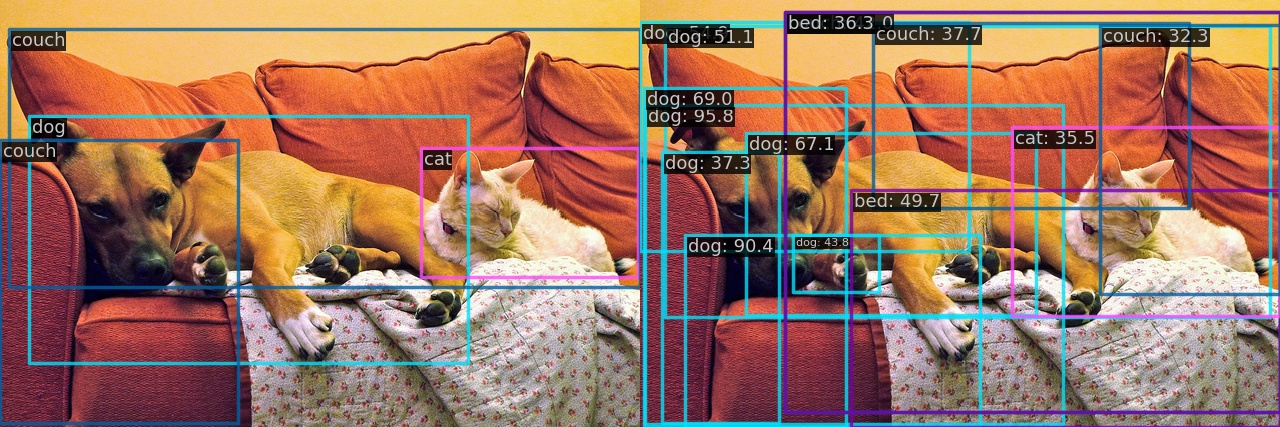 couch
dog
couch
cat
dog: 51.1
bed: 36.3
couch: 37.7
couch: 32.3
dog: 69.0
dog: 95.8
dog: 67.1
cat: 35.5
dog: 37.3
bed: 49.7
dog: 90.4
dog: 43.8